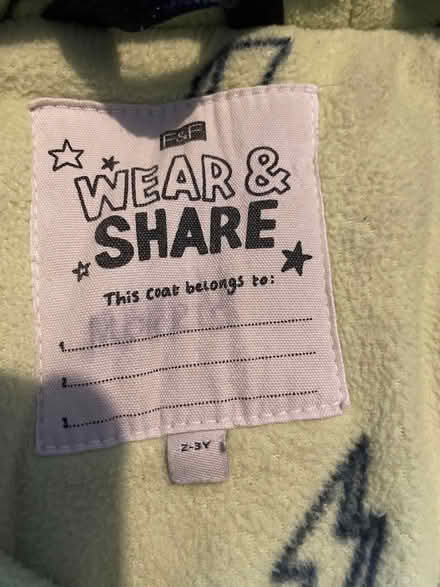 F&F
WEAR &
SHARE
This coat belongs to:
1.
2.
3.
2-3Y